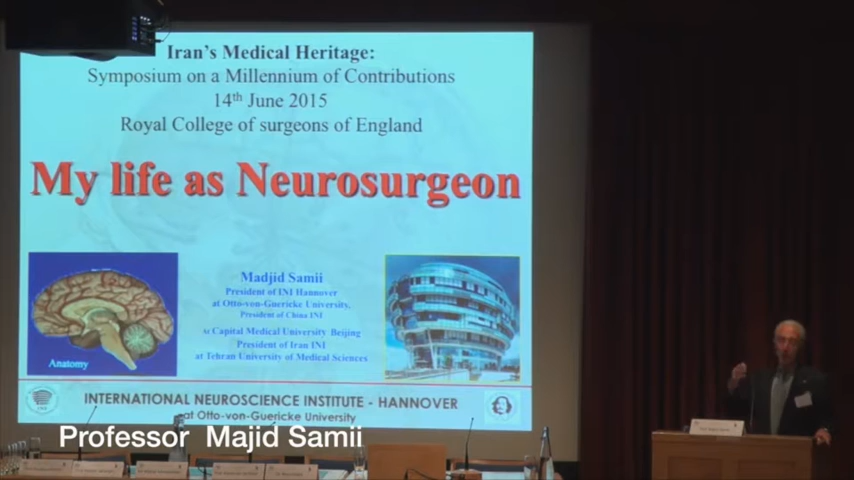 Iran's Medical Heritage:
Symposium on a Millennium of Contributions
14th June 2015
Royal College of surgeons of England
My life as Neurosurgeon
Madjid Samii
President of INI Hannover
at Otto-von-Guericke University,
President of China INI
at Capital Medical University Beijing
President of Iran INI
at Tehran University of Medical Sciences
Anatomy
INTERNATIONAL NEUROSCIENCE INSTITUTE - HANNOVER
at Otto-von-Guericke University
Professor Majid Samii